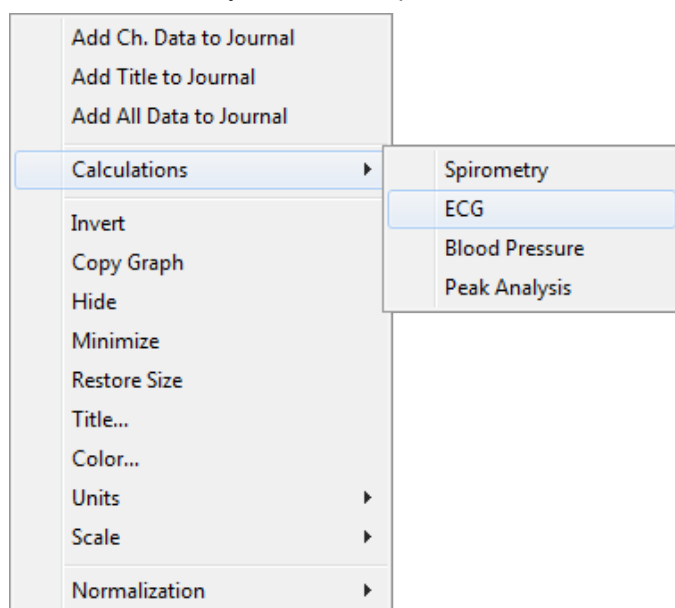 Add Ch. Data to Journal
Add Title to Journal
Add All Data to Journal
Calculations
Spirometry
ECG
Blood Pressure
Peak Analysis
Invert
Copy Graph
Hide
Minimize
Restore Size
Title...
Color...
Units
Scale
Normalization